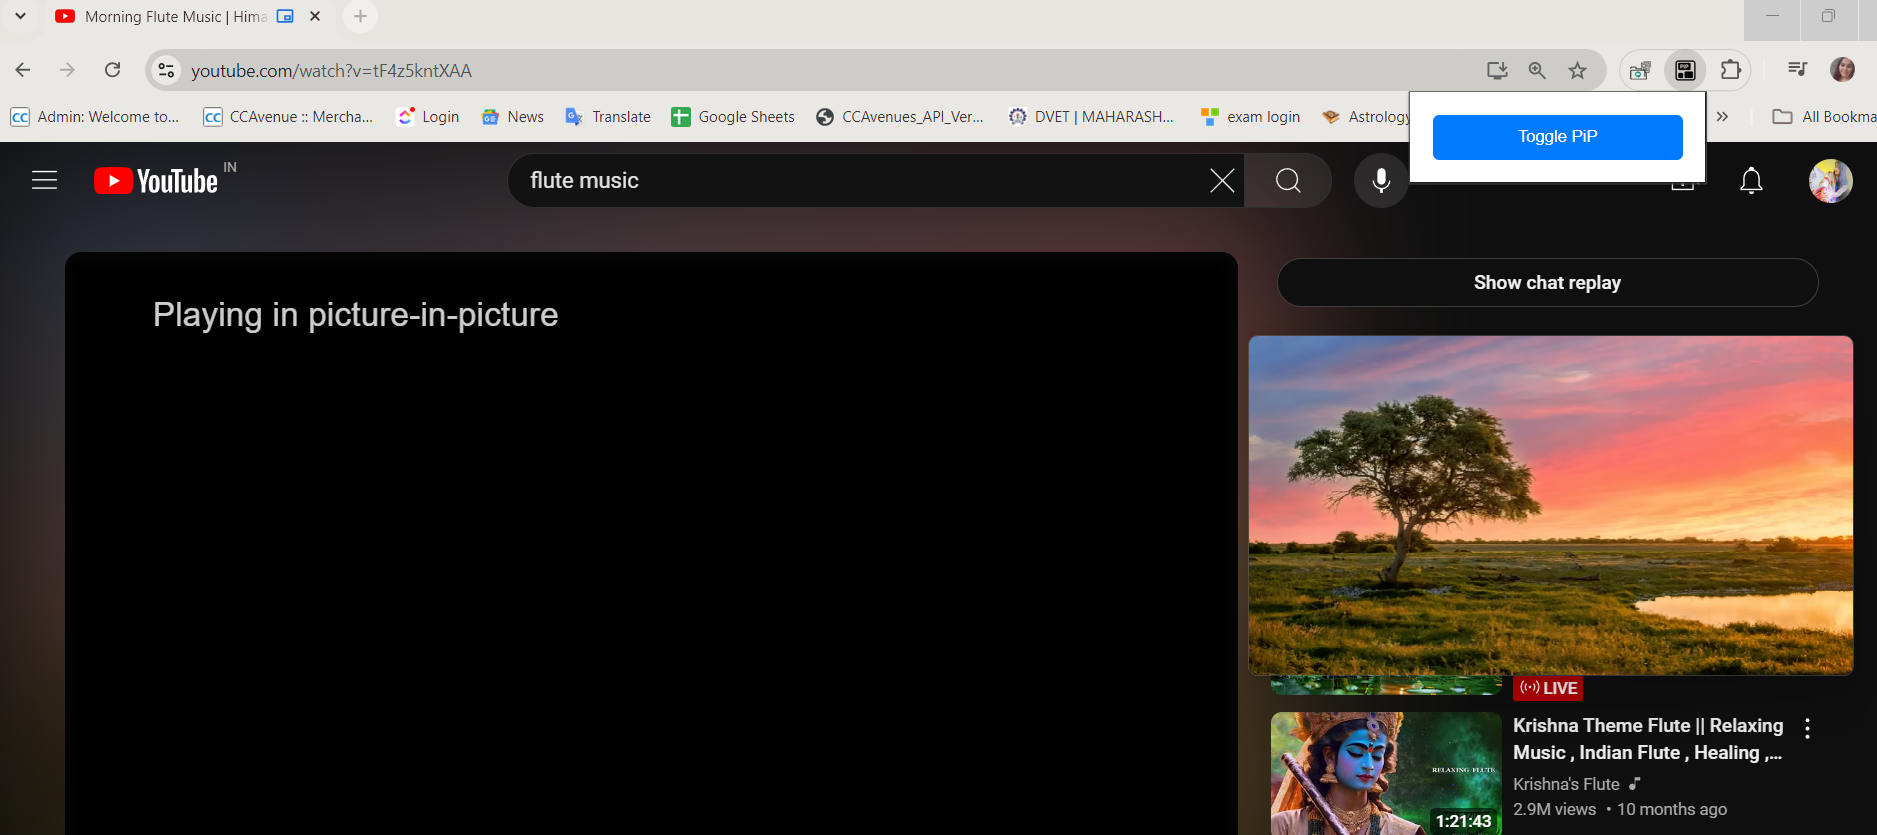 Morning Flute Music | Hima
youtube.com/watch?v=tF4z5kntXAA
PiP
CC Admin: Welcome to... CC CCAvenue :: Mercha... Login News Translate Google Sheets CCAvenues_API_Ver... DVET | MAHARASH... exam login Astrology » All Bookma
Toggle PiP
YouTube IN
flute music
Playing in picture-in-picture
Show chat replay
LIVE
Krishna Theme Flute || Relaxing
Music , Indian Flute , Healing ,...
RELAXING FLUTE
Krishna's Flute
2.9M views • 10 months ago
1:21:43